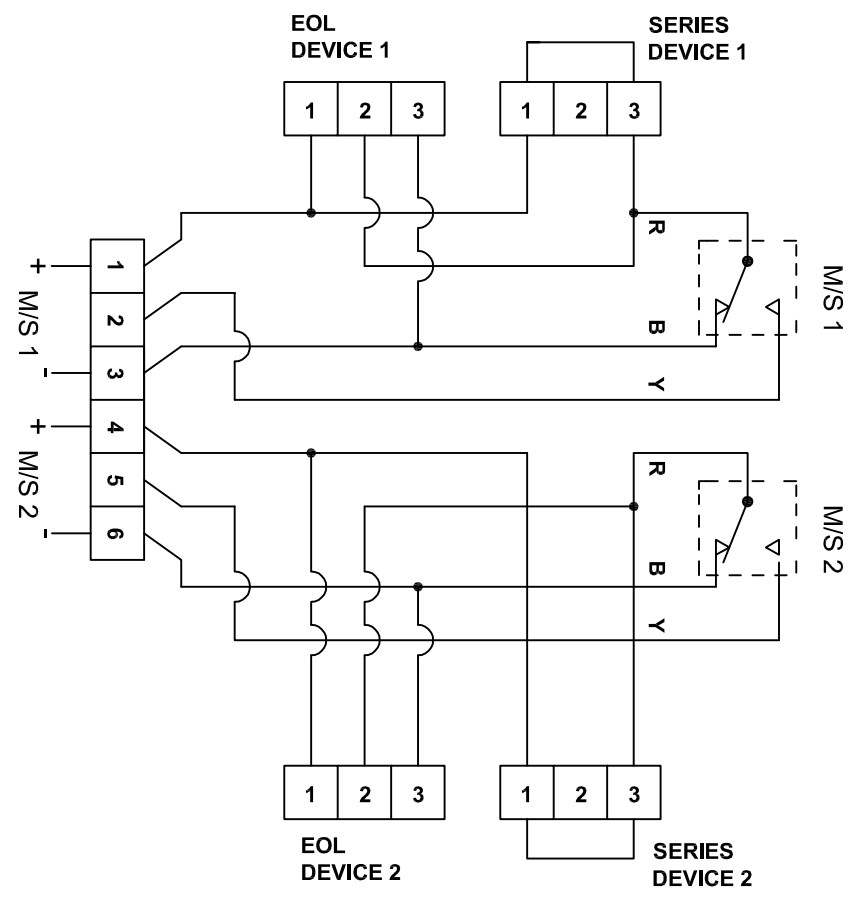 EOL
DEVICE 1
SERIES
DEVICE 1
1 2 3
1 2 3
R
B
Y
M/S 1
+
M/S 1
-
+
M/S 2
-
1
2
3
4
5
6
R
B
Y
M/S 2
1 2 3
1 2 3
EOL
DEVICE 2
SERIES
DEVICE 2